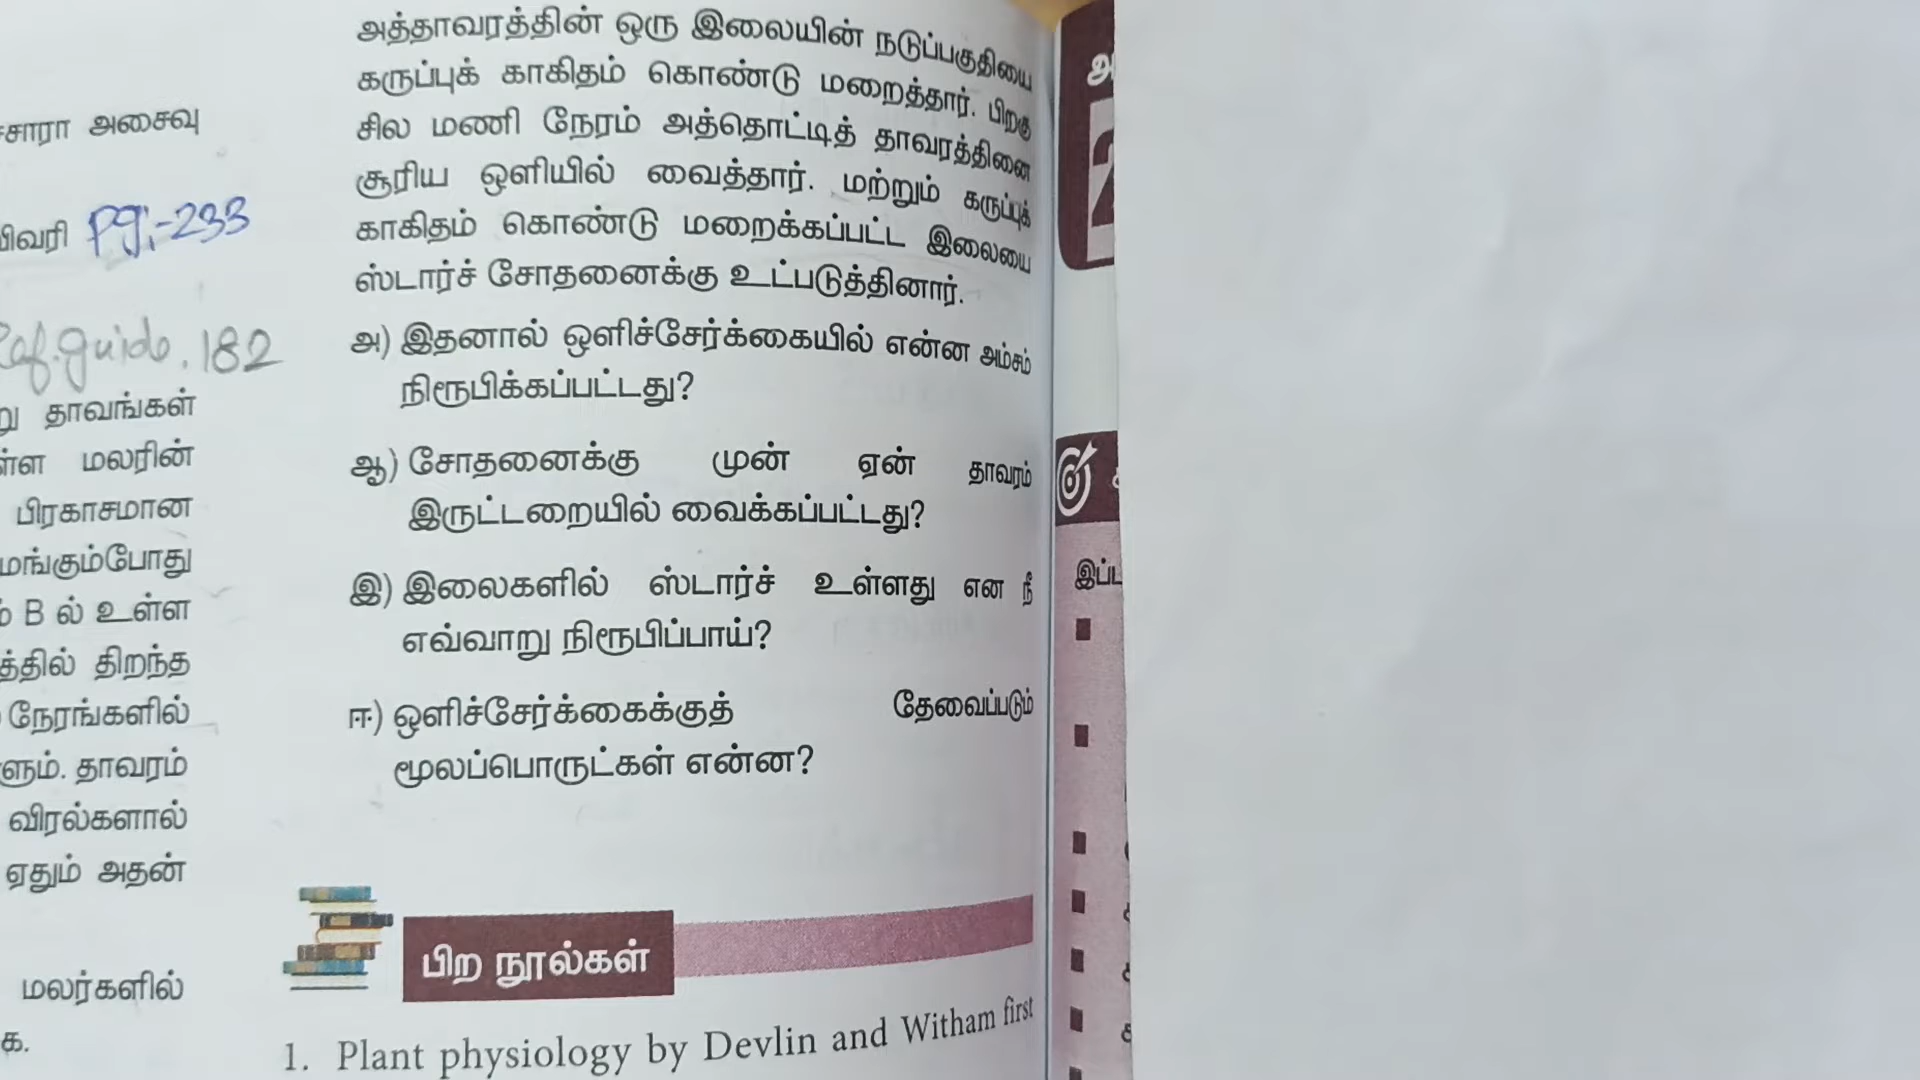 அசைவு
Pg:-233
guide. 182
தாவங்கள்
மலரின்
பிரகாசமான
B ல் உள்ள
திறந்த
நேரங்களில்
தாவரம்
விரல்களால்
ஏதும் அதன்
மலர்களில்
அத்தாவரத்தின் ஒரு இலையின் நடுப்பகுதியை
கருப்புக் காகிதம் கொண்டு மறைத்தார். பிறகு
சில மணி நேரம் அத்தொட்டித் தாவரத்தினை
சூரிய ஒளியில் வைத்தார். மற்றும் கருப்புக்
காகிதம் கொண்டு மறைக்கப்பட்ட இலையை
ஸ்டார்ச் சோதனைக்கு உட்படுத்தினார்.
அ) இதனால் ஒளிச்சேர்க்கையில் என்ன அம்சம்
நிரூபிக்கப்பட்டது?
ஆ) சோதனைக்கு முன் ஏன் தாவரம்
இருட்டறையில் வைக்கப்பட்டது?
இ) இலைகளில் ஸ்டார்ச் உள்ளது என நீ
எவ்வாறு நிரூபிப்பாய்?
ஈ) ஒளிச்சேர்க்கைக்குத் தேவைப்படும்
மூலப்பொருட்கள் என்ன?
பிற நூல்கள்
1. Plant physiology by Devlin and Witham first